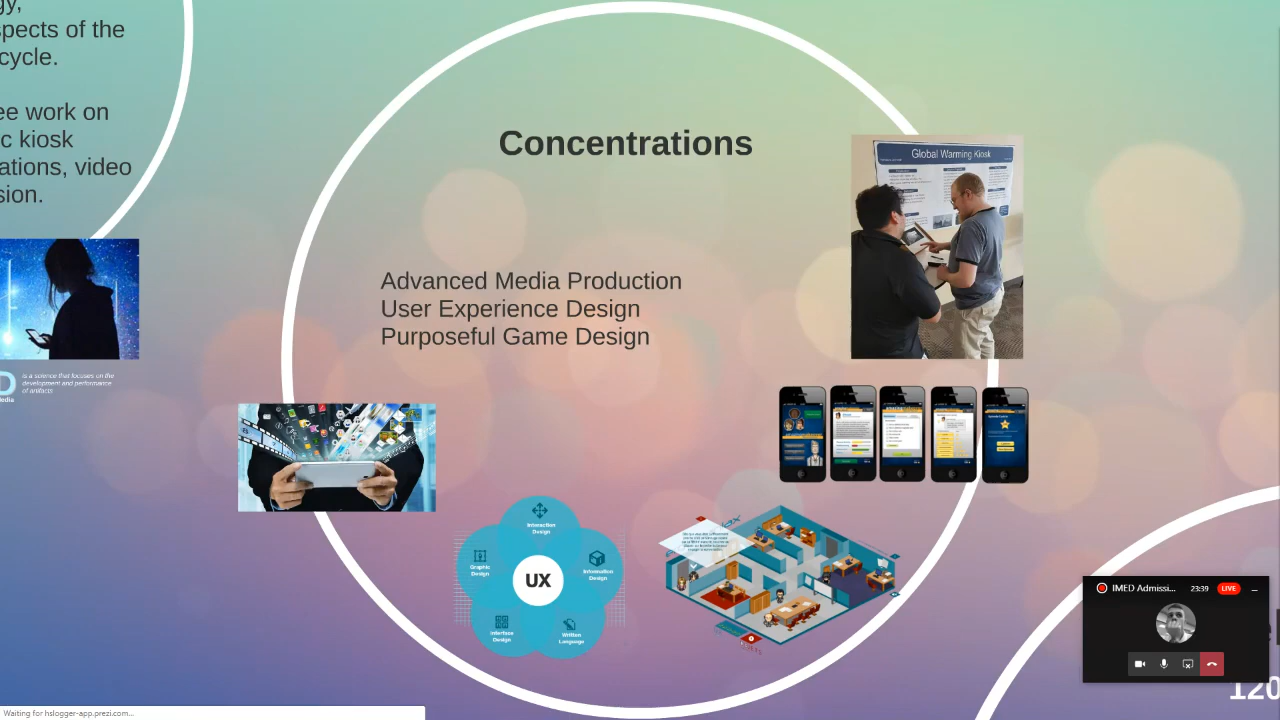 gy,
spects of the
cycle.
ee work on
c kiosk
ations, video
sion.
D
edia
is a science that focuses on the
development and performance
of artifacts
Concentrations
Advanced Media Production
User Experience Design
Purposeful Game Design
Global Warming Kiosk
UX
Interaction
Design
Graphic
Design
Information
Design
Interface
Design
Written
Language
IMED Admissi...
23:39
LIVE
120
Waiting for hslogger-app.prezi.com...